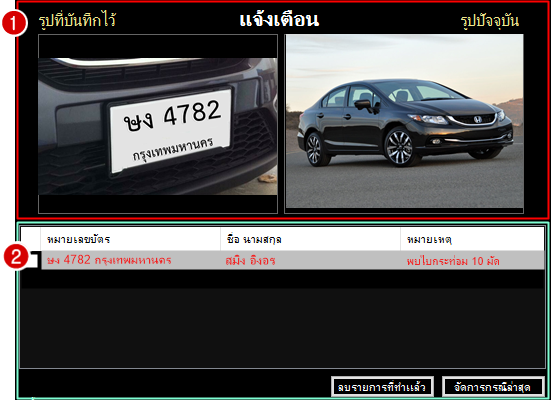 1
รูปที่บันทึกไว้ แจ้งเตือน รูปปัจจุบัน
ษง 4782
กรุงเทพมหานคร
2
หมายเลขบัตร ชื่อ นามสกุล หมายเหตุ
ษง 4782 กรุงเทพมหานคร สมิง อิงอร พบใบกระท่อม 10 มัด
ลบรายการที่ทำแล้ว จัดการกรณีล่าสุด